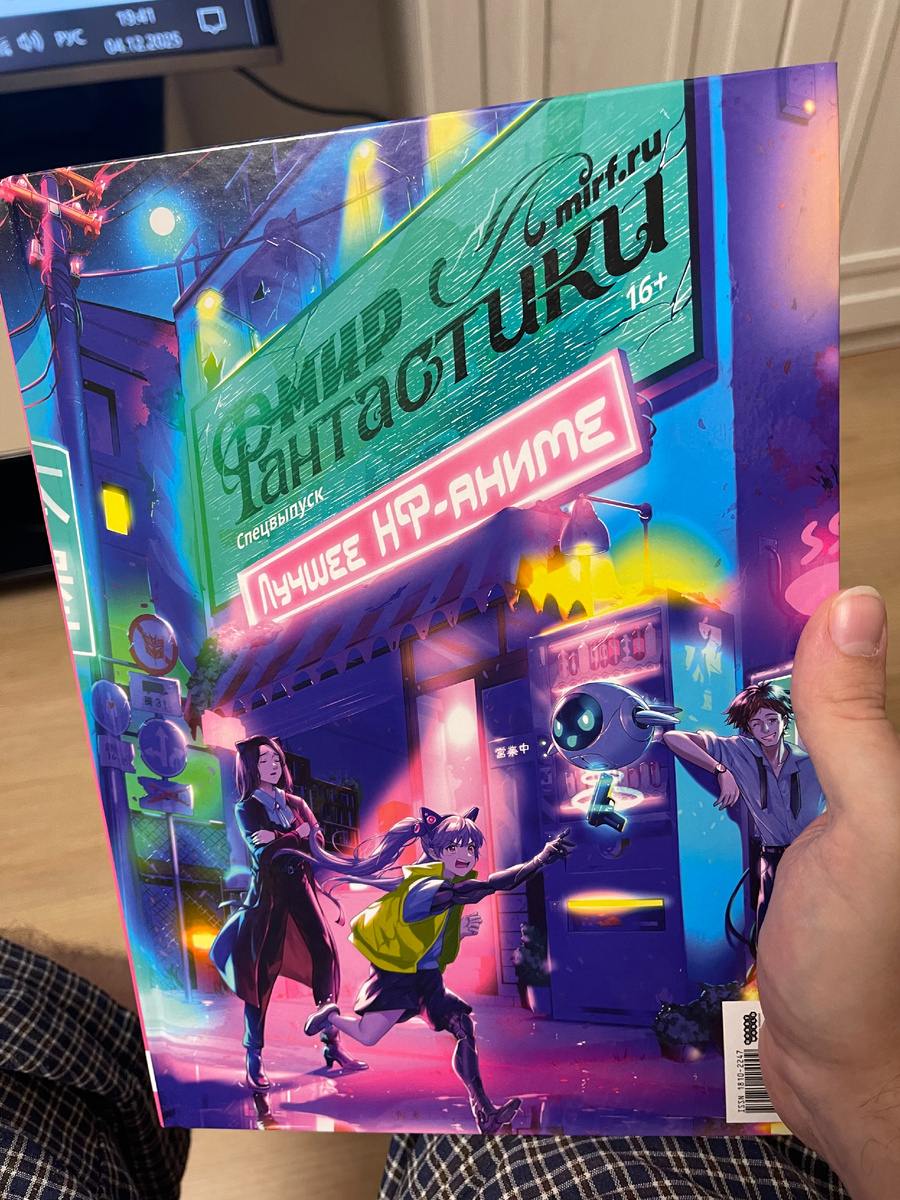 19:41
РУС
04.12.2025
mirf.ru
Мир
Фантастики
16+
Спецвыпуск
Лучшее НФ-аниме
営業中
ISSN 1810-2247